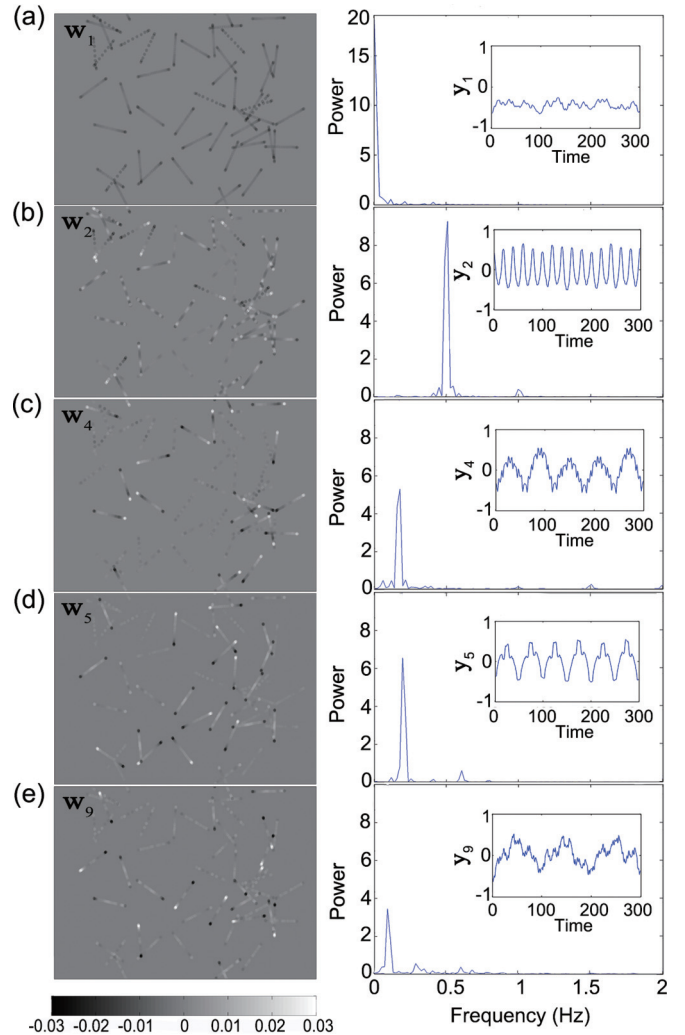 (a)
w1
20
15
10
5
0
Power
1
0
-1
y1
0 100 200 300
Time
(b)
w2
8
6
4
2
0
Power
1
0
-1
y2
0 100 200 300
Time
(c)
w4
8
6
4
2
0
Power
1
0
-1
y4
0 100 200 300
Time
(d)
w5
8
6
4
2
0
Power
1
0
-1
y5
0 100 200 300
Time
(e)
w9
8
6
4
2
0
Power
1
0
-1
y9
0 100 200 300
Time
0 0.5 1 1.5 2
Frequency (Hz)
-0.03 -0.02 -0.01 0 0.01 0.02 0.03